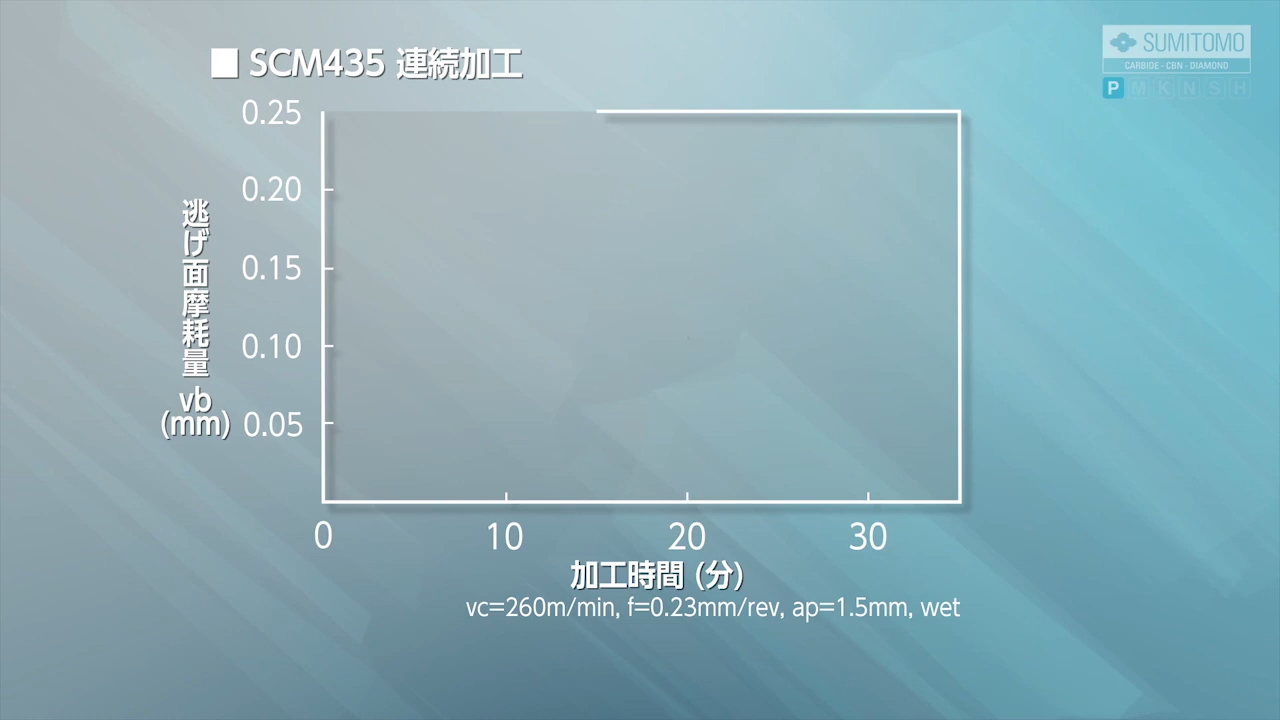 ■ SCM435 連続加工
SUMITOMO
CARBIDE - CBN - DIAMOND
P M K N S H
0.25
0.20
0.15
0.10
0.05
逃げ面摩耗量
vb
(mm)
0 10 20 30
加工時間 (分)
vc=260m/min, f=0.23mm/rev, ap=1.5mm, wet